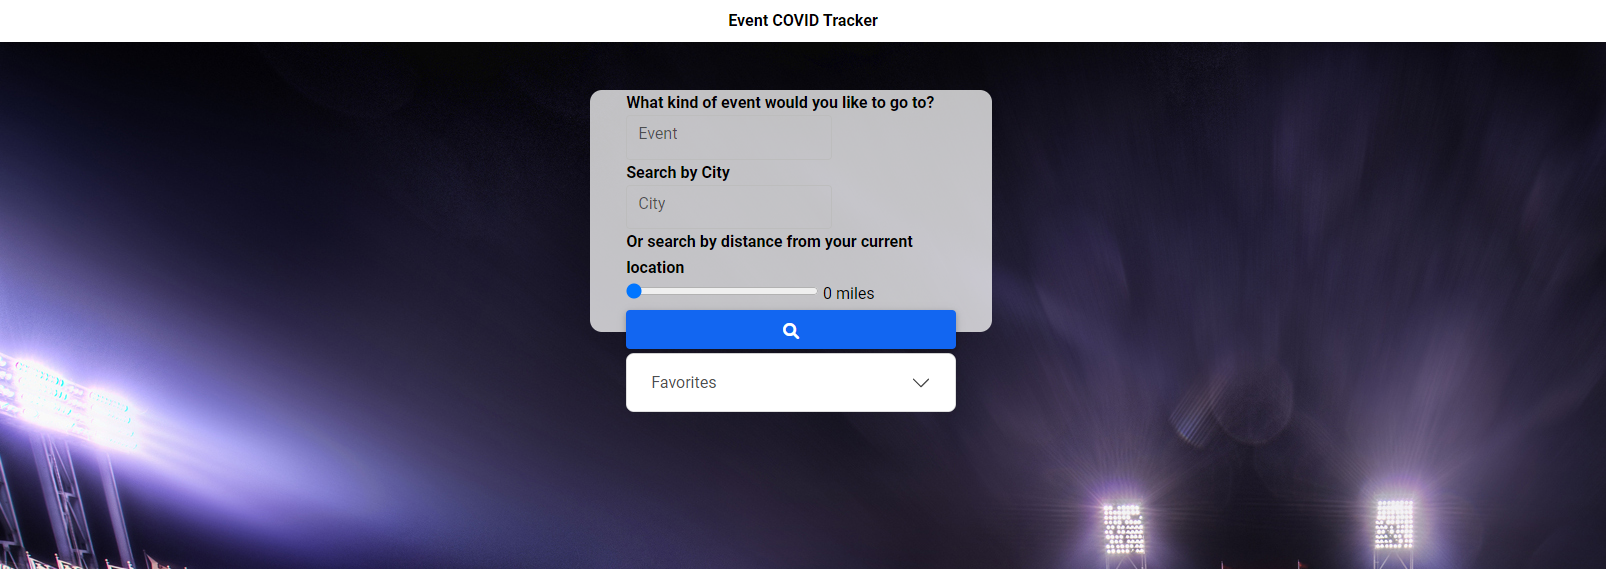 Event COVID Tracker
What kind of event would you like to go to?
Event
Search by City
City
Or search by distance from your current
location
0 miles
Favorites